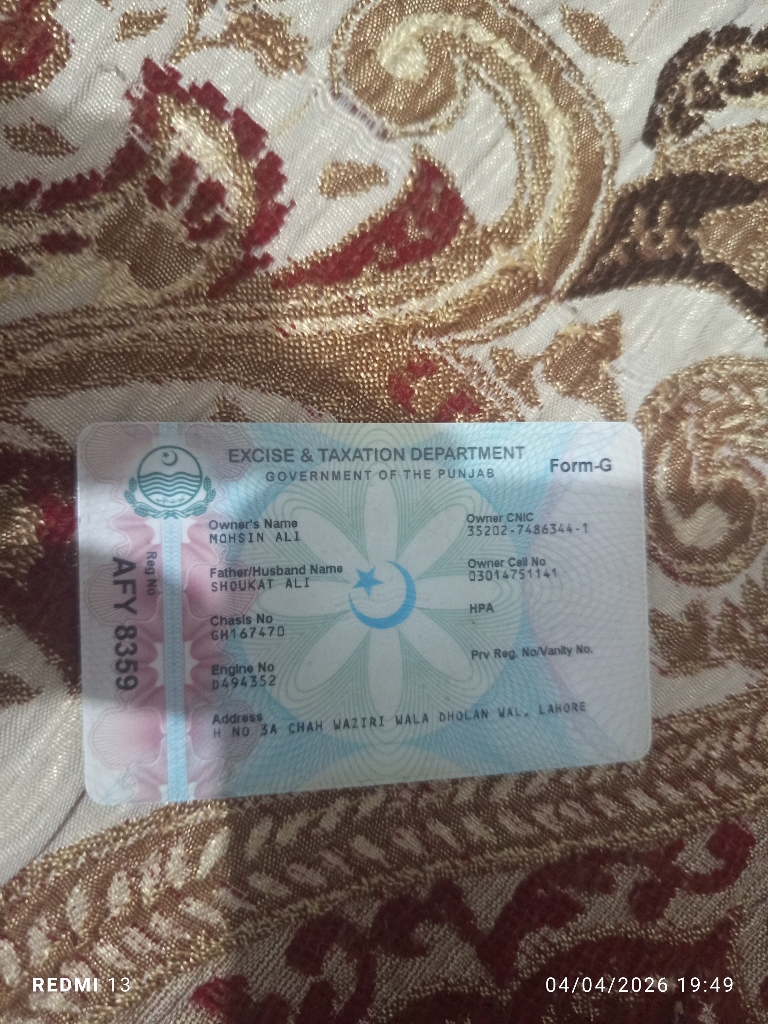 EXCISE & TAXATION DEPARTMENT
GOVERNMENT OF THE PUNJAB
Form-G
Reg No
AFY 8359
Owner's Name
MOHSIN ALI
Father/Husband Name
SHOUKAT ALI
Chasis No
GH167470
Engine No
D494352
Address
H NO 3A CHAH WAZIRI WALA DHOLAN WAL, LAHORE
Owner CNIC
35202-7486344-1
Owner Cell No
03014751141
HPA
Prv Reg. No/Vanity No.
REDMI 13
04/04/2026 19:49